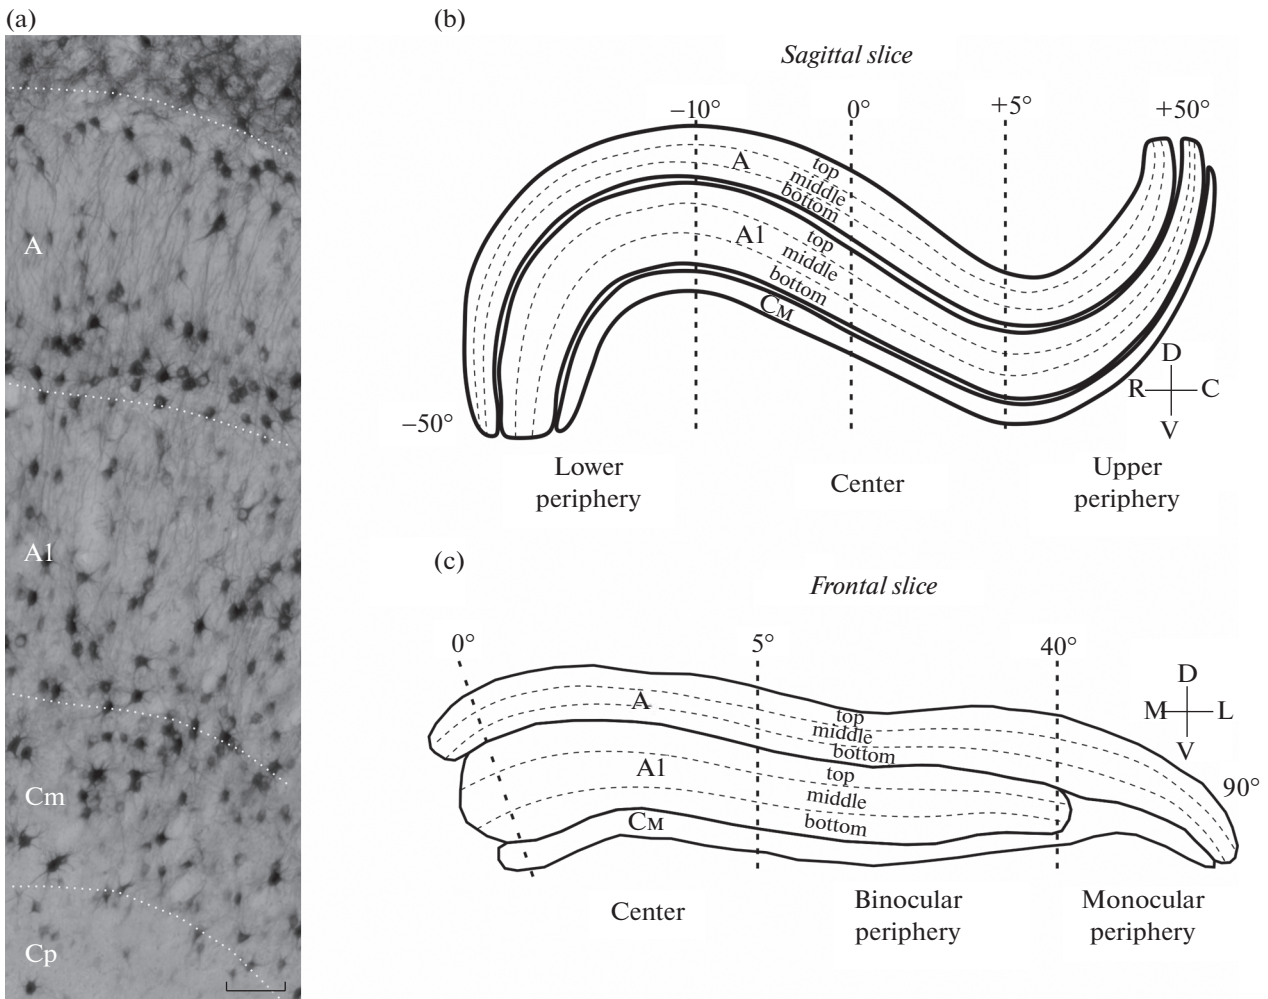 (a)
A
A1
Cm
Cp
(b)
Sagittal slice
–10°
0°
+5°
+50°
A
top
middle
bottom
A1
top
middle
bottom
CM
D
R
C
V
–50°
Lower
periphery
Center
Upper
periphery
(c)
Frontal slice
0°
5°
40°
D
M
L
V
A
top
middle
bottom
A1
top
middle
bottom
CM
90°
Center
Binocular
periphery
Monocular
periphery